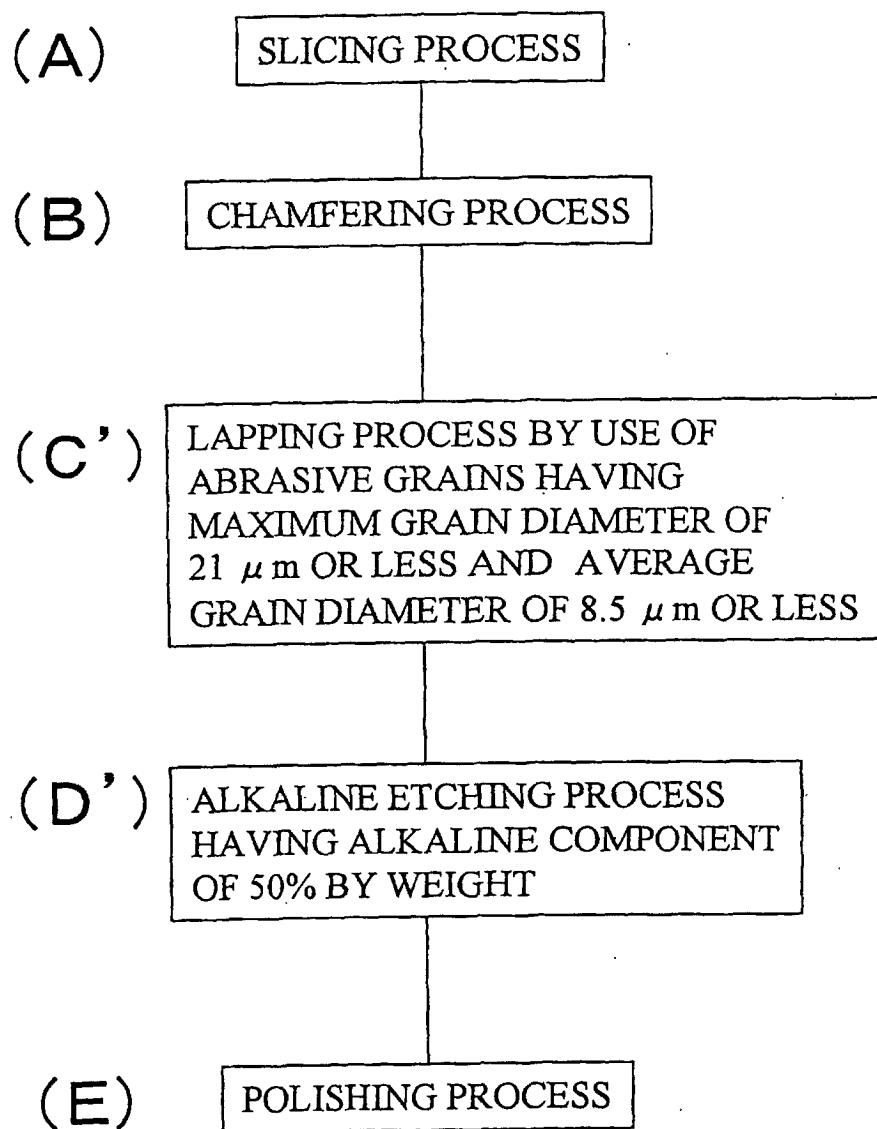 (A) SLICING PROCESS
(B) CHAMFERING PROCESS
(C') LAPPING PROCESS BY USE OF
ABRASIVE GRAINS HAVING
MAXIMUM GRAIN DIAMETER OF
21 μm OR LESS AND AVERAGE
GRAIN DIAMETER OF 8.5 μm OR LESS
(D') ALKALINE ETCHING PROCESS
HAVING ALKALINE COMPONENT
OF 50% BY WEIGHT
(E) POLISHING PROCESS